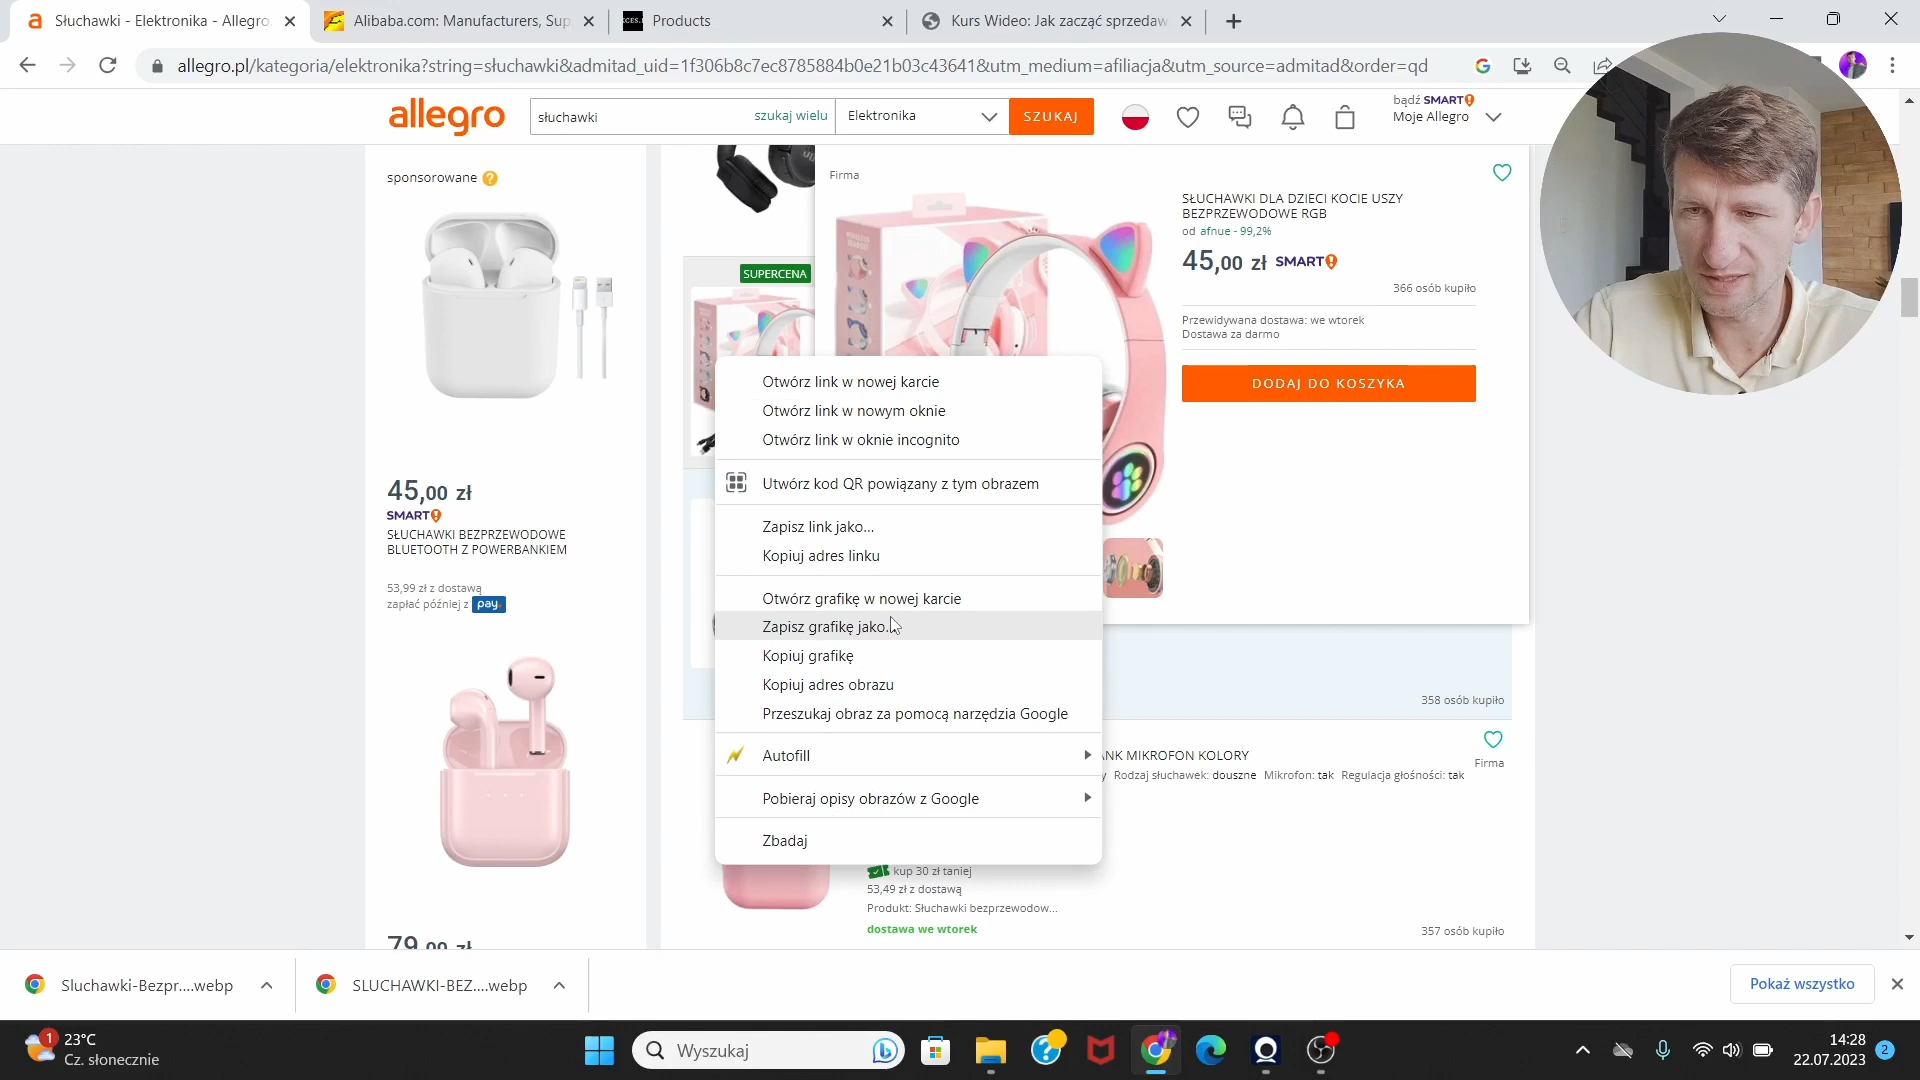 Słuchawki - Elektronika - Allegro.
Alibaba.com: Manufacturers, Sup
Products
Kurs Wideo: Jak zacząć sprzedaw
allegro.pl/kategoria/elektronika?string=słuchawki&admitad_uid=1f306b8c7ec8785884b0e21b03c43641&utm_medium=afiliacja&utm_source=admitad&order=qd
allegro
słuchawki
szukaj wielu
Elektronika
SZUKAJ
bądź SMART!
Moje Allegro
sponsorowane ?
45,00 zł
SMART!
SŁUCHAWKI BEZPRZEWODOWE
BLUETOOTH Z POWERBANKIEM
53,99 zł z dostawą
zapłać później z pay
79,00 zł
SUPERCENA
Firma
SŁUCHAWKI DLA DZIECI KOCIE USZY
BEZPRZEWODOWE RGB
od afnue - 99,2%
45,00 zł SMART!
366 osób kupiło
Przewidywana dostawa: we wtorek
Dostawa za darmo
DODAJ DO KOSZYKA
Otwórz link w nowej karcie
Otwórz link w nowym oknie
Otwórz link w oknie incognito
Utwórz kod QR powiązany z tym obrazem
Zapisz link jako...
Kopiuj adres linku
Otwórz grafikę w nowej karcie
Zapisz grafikę jako...
Kopiuj grafikę
Kopiuj adres obrazu
Przeszukaj obraz za pomocą narzędzia Google
Autofill
Pobieraj opisy obrazów z Google
Zbadaj
358 osób kupiło
ANK MIKROFON KOLORY
y Rodzaj słuchawek: douszne Mikrofon: tak Regulacja głośności: tak
Firma
kup 30 zł taniej
53,49 zł z dostawą
Produkt: Słuchawki bezprzewodow...
dostawa we wtorek
357 osób kupiło
Sluchawki-Bezpr....webp
SLUCHAWKI-BEZ....webp
Pokaż wszystko
1
23°C
Cz. słonecznie
Wyszukaj
14:28
22.07.2023
2